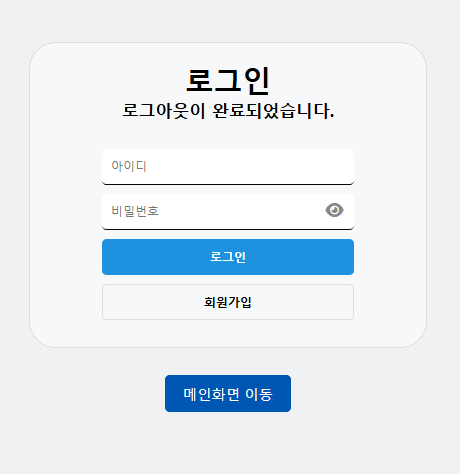 로그인
로그아웃이 완료되었습니다.
아이디
비밀번호
로그인
회원가입
메인화면 이동